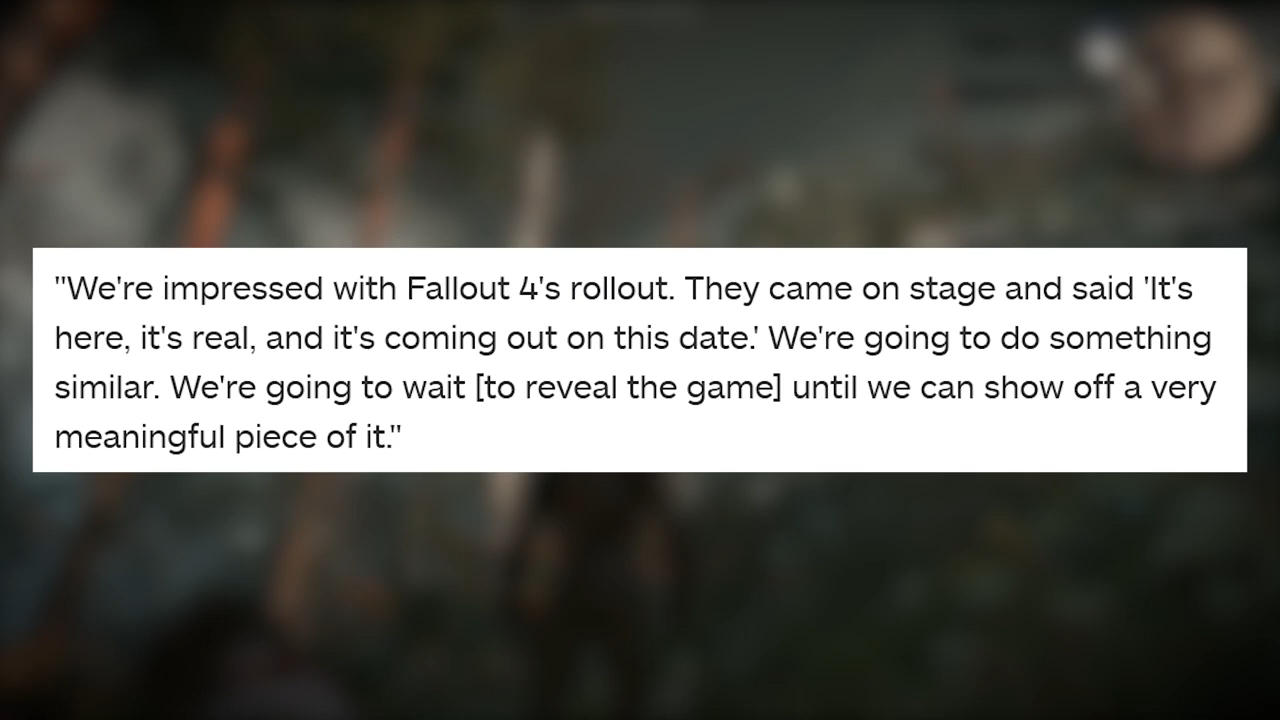 "We're impressed with Fallout 4's rollout. They came on stage and said 'It's
here, it's real, and it's coming out on this date.' We're going to do something
similar. We're going to wait [to reveal the game] until we can show off a very
meaningful piece of it."